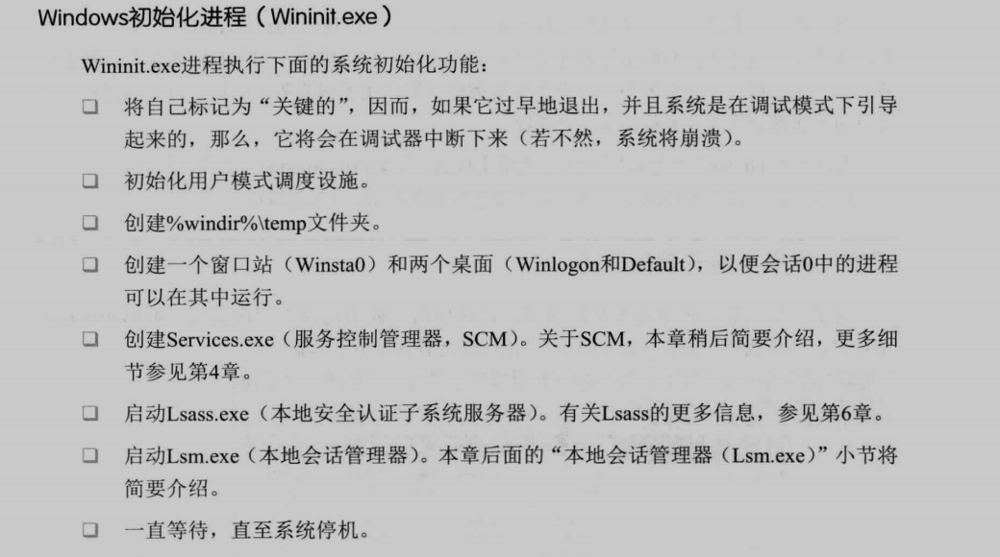 Windows初始化进程（Wininit.exe）
Wininit.exe进程执行下面的系统初始化功能：
❑ 将自己标记为“关键的”，因而，如果它过早地退出，并且系统是在调试模式下引导
起来的，那么，它将会在调试器中断下来（若不然，系统将崩溃）。
❑ 初始化用户模式调度设施。
❑ 创建%windir%\temp文件夹。
❑ 创建一个窗口站（Winsta0）和两个桌面（Winlogon和Default），以便会话0中的进程
可以在其中运行。
❑ 创建Services.exe（服务控制管理器，SCM）。关于SCM，本章稍后简要介绍，更多细
节参见第4章。
❑ 启动Lsass.exe（本地安全认证子系统服务器）。有关Lsass的更多信息，参见第6章。
❑ 启动Lsm.exe（本地会话管理器）。本章后面的“本地会话管理器（Lsm.exe）”小节将
简要介绍。
❑ 一直等待，直至系统停机。